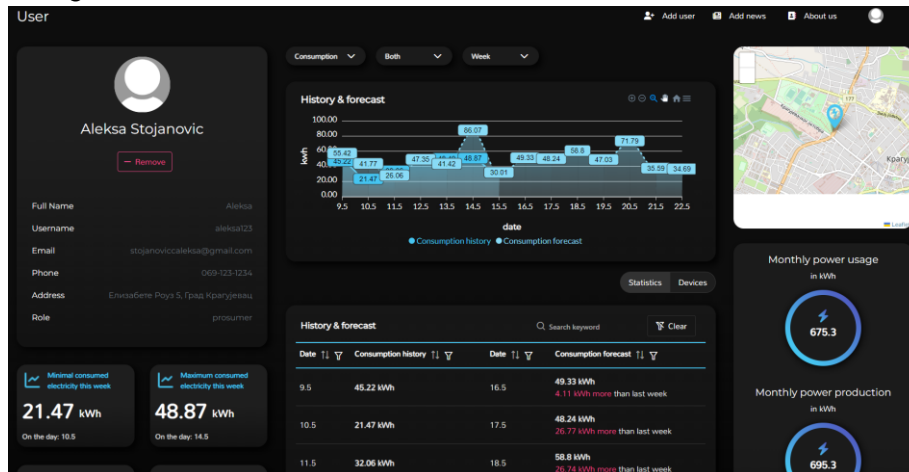 User
Add user
Add news
About us
Aleksa Stojanovic
Remove
Full Name Aleksa
Username aleksa123
Email stojanoviccaleksa@gmail.com
Phone 069-123-1234
Address Елизабете Роуз 5, Град Крагујевац
Role prosumer
Minimal consumed
electricity this week
21.47 kWh
On the day: 10.5
Maximum consumed
electricity this week
48.87 kWh
On the day: 14.5
Consumption Both Week
History & forecast
kwh
100.00
80.00
60.00
40.00
20.00
0.00
55.42
45.22
41.77
21.47
26.06
47.35
41.42
86.07
48.87
30.01
49.33
48.24
58.8
47.03
71.79
35.59
34.69
9.5 10.5 11.5 12.5 13.5 14.5 15.5 16.5 17.5 18.5 19.5 20.5 21.5 22.5
date
Consumption history Consumption forecast
Statistics Devices
History & forecast Search keyword Clear
Date Consumption history Date Consumption forecast
9.5 45.22 kWh 16.5 49.33 kWh
4.11 kWh more than last week
10.5 21.47 kWh 17.5 48.24 kWh
26.77 kWh more than last week
11.5 32.06 kWh 18.5 58.8 kWh
26.74 kWh more than last week
177
Крагу
Leafle
Monthly power usage
in kWh
675.3
Monthly power production
in kWh
695.3